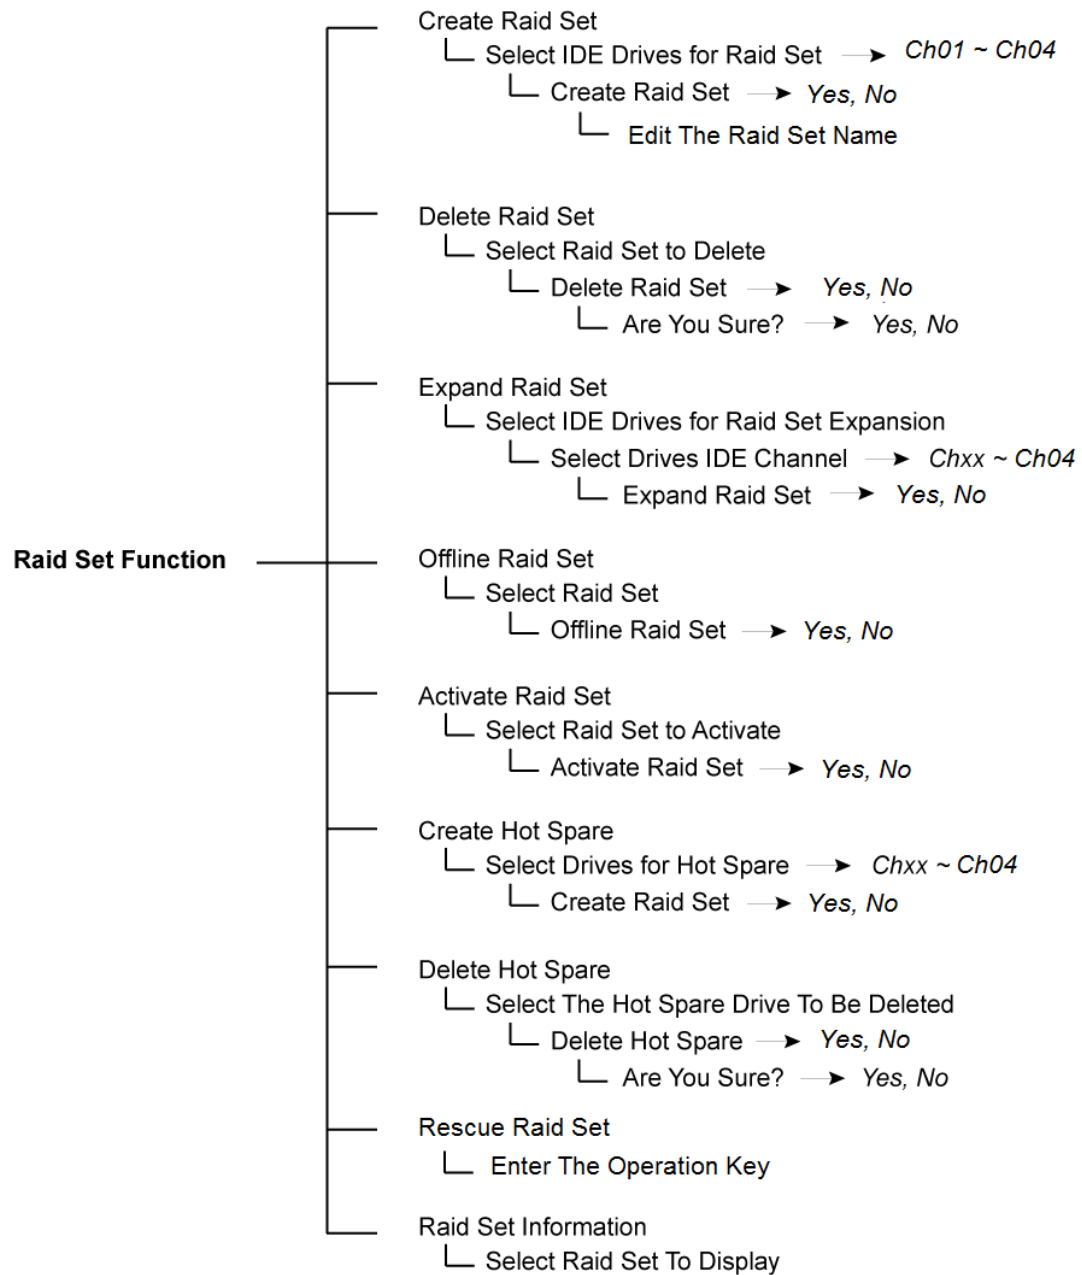 Create Raid Set
Select IDE Drives for Raid Set Ch01 ~ Ch04
Create Raid Set Yes, No
Edit The Raid Set Name
Delete Raid Set
Select Raid Set to Delete
Delete Raid Set Yes, No
Are You Sure? Yes, No
Expand Raid Set
Select IDE Drives for Raid Set Expansion
Select Drives IDE Channel Chxx ~ Ch04
Expand Raid Set Yes, No
Raid Set Function
Offline Raid Set
Select Raid Set
Offline Raid Set Yes, No
Activate Raid Set
Select Raid Set to Activate
Activate Raid Set Yes, No
Create Hot Spare
Select Drives for Hot Spare Chxx ~ Ch04
Create Raid Set Yes, No
Delete Hot Spare
Select The Hot Spare Drive To Be Deleted
Delete Hot Spare Yes, No
Are You Sure? Yes, No
Rescue Raid Set
Enter The Operation Key
Raid Set Information
Select Raid Set To Display